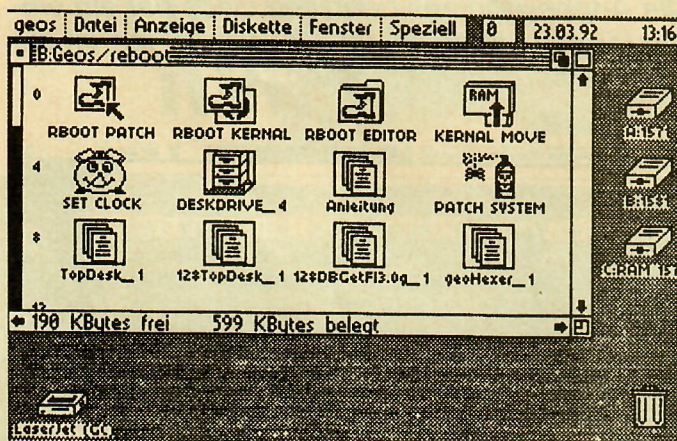 geos Datei Anzeige Diskette Fenster Speziell 0 23.03.92 13:16
B:Geos/reboot
0
RBOOT PATCH RBOOT KERNAL RBOOT EDITOR KERNAL MOVE
RAM
A:1571
4
SET CLOCK DESKDRIVE_4 Anleitung PATCH SYSTEM
B:1581
8
TopDesk_1 12$TopDesk_1 12$DBGetFl3.0g_1 geoHexer_1
C:RAM 157
12
190 KBytes frei 599 KBytes belegt
LaserJet (GC)